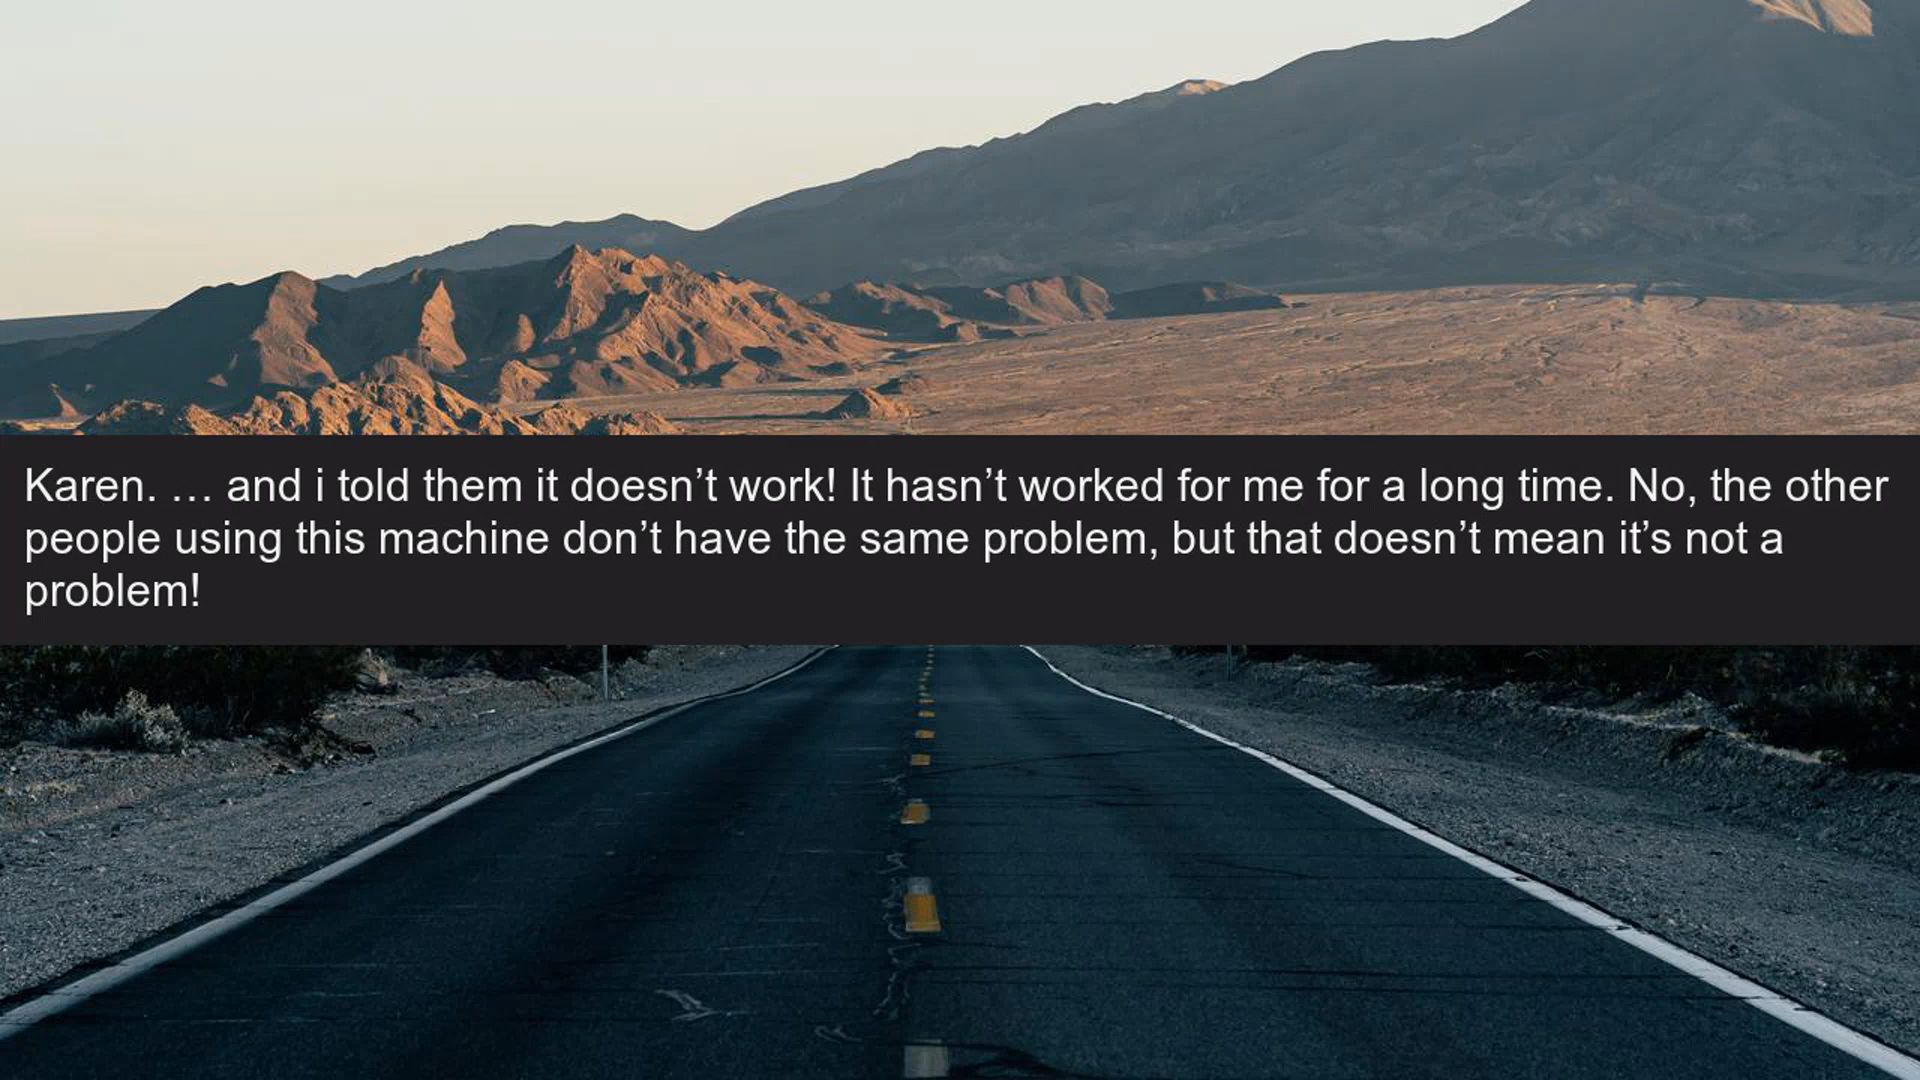 Karen. … and i told them it doesn’t work! It hasn’t worked for me for a long time. No, the other
people using this machine don’t have the same problem, but that doesn’t mean it’s not a
problem!